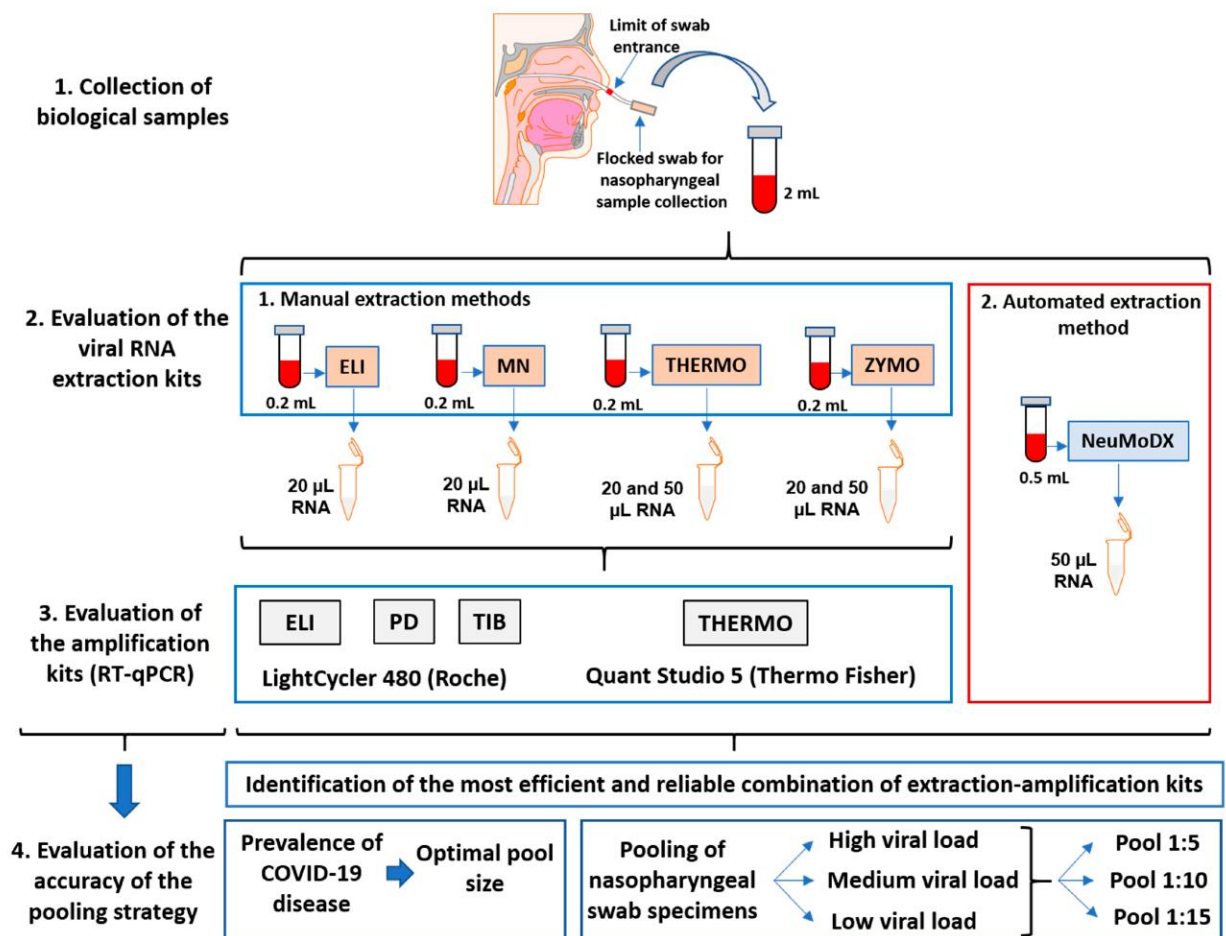 1. Collection of
biological samples
Limit of swab
entrance
Flocked swab for
nasopharyngeal
sample collection
2 mL
2. Evaluation of the
viral RNA
extraction kits
1. Manual extraction methods
ELI
MN
THERMO
ZYMO
0.2 mL
0.2 mL
0.2 mL
0.2 mL
20 µL
RNA
20 µL
RNA
20 and 50
µL RNA
20 and 50
µL RNA
2. Automated extraction
method
NeuMoDX
0.5 mL
50 µL
RNA
3. Evaluation of
the amplification
kits (RT-qPCR)
ELI
PD
TIB
THERMO
LightCycler 480 (Roche)
Quant Studio 5 (Thermo Fisher)
Identification of the most efficient and reliable combination of extraction-amplification kits
4. Evaluation of the
accuracy of the
pooling strategy
Prevalence of
COVID-19
disease
Optimal pool
size
Pooling of
nasopharyngeal
swab specimens
High viral load
Medium viral load
Low viral load
Pool 1:5
Pool 1:10
Pool 1:15